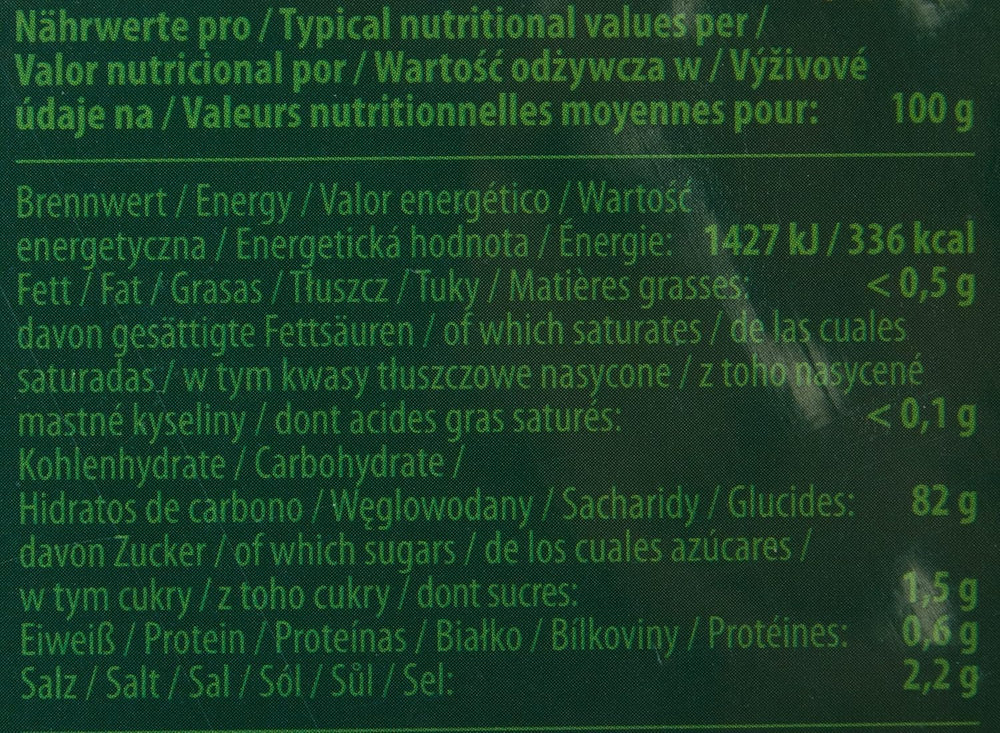 Nährwerte pro / Typical nutritional values per /
Valor nutricional por / Wartość odżywcza w / Výživové
údaje na / Valeurs nutritionnelles moyennes pour: 100 g
Brennwert / Energy / Valor energético / Wartość
energetyczna / Energetická hodnota / Énergie: 1427 kJ / 336 kcal
Fett / Fat / Grasas / Tłuszcz / Tuky / Matières grasses: < 0,5 g
davon gesättigte Fettsäuren / of which saturates / de las cuales
saturadas / w tym kwasy tłuszczowe nasycone / z toho nasycené
mastné kyseliny / dont acides gras saturés: < 0,1 g
Kohlenhydrate / Carbohydrate /
Hidratos de carbono / Węglowodany / Sacharidy / Glucides: 82 g
davon Zucker / of which sugars / de los cuales azúcares /
w tym cukry / z toho cukry / dont sucres: 1,5 g
Eiweiß / Protein / Proteínas / Białko / Bílkoviny / Protéines: 0,6 g
Salz / Salt / Sal / Sól / Sůl / Sel: 2,2 g